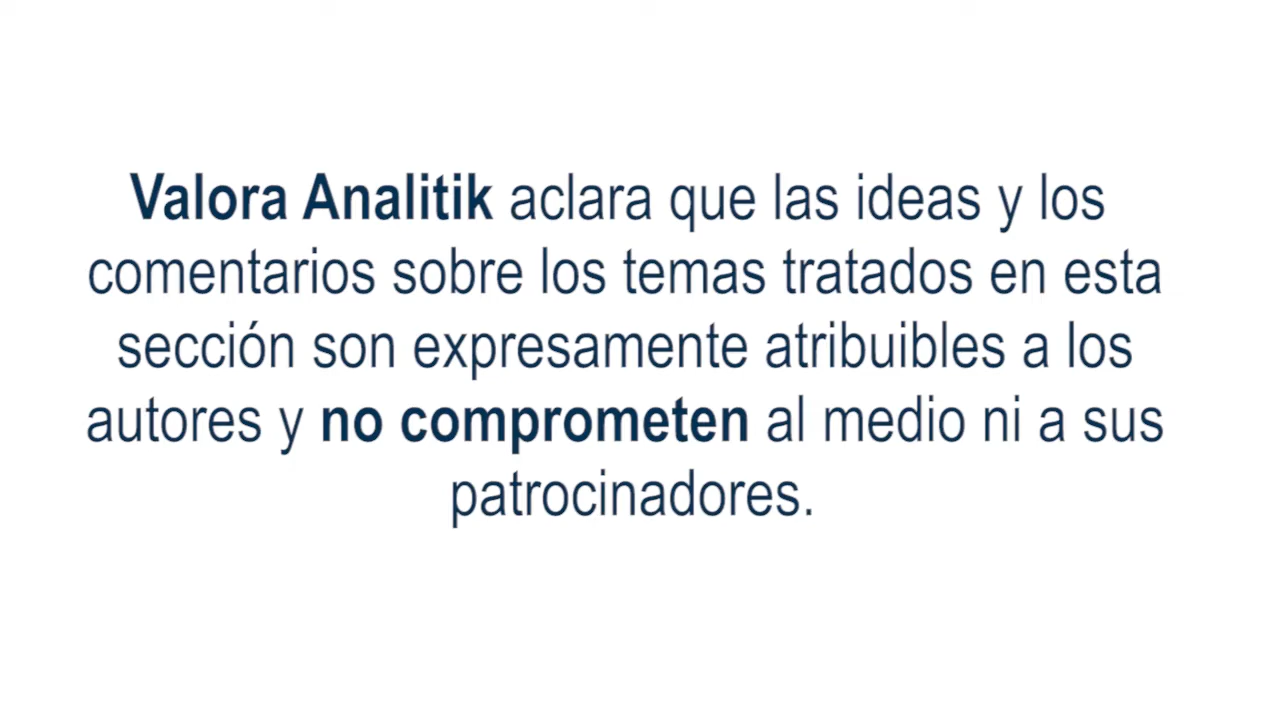 Valora Analitik aclara que las ideas y los
comentarios sobre los temas tratados en esta
sección son expresamente atribuibles a los
autores y no comprometen al medio ni a sus
patrocinadores.